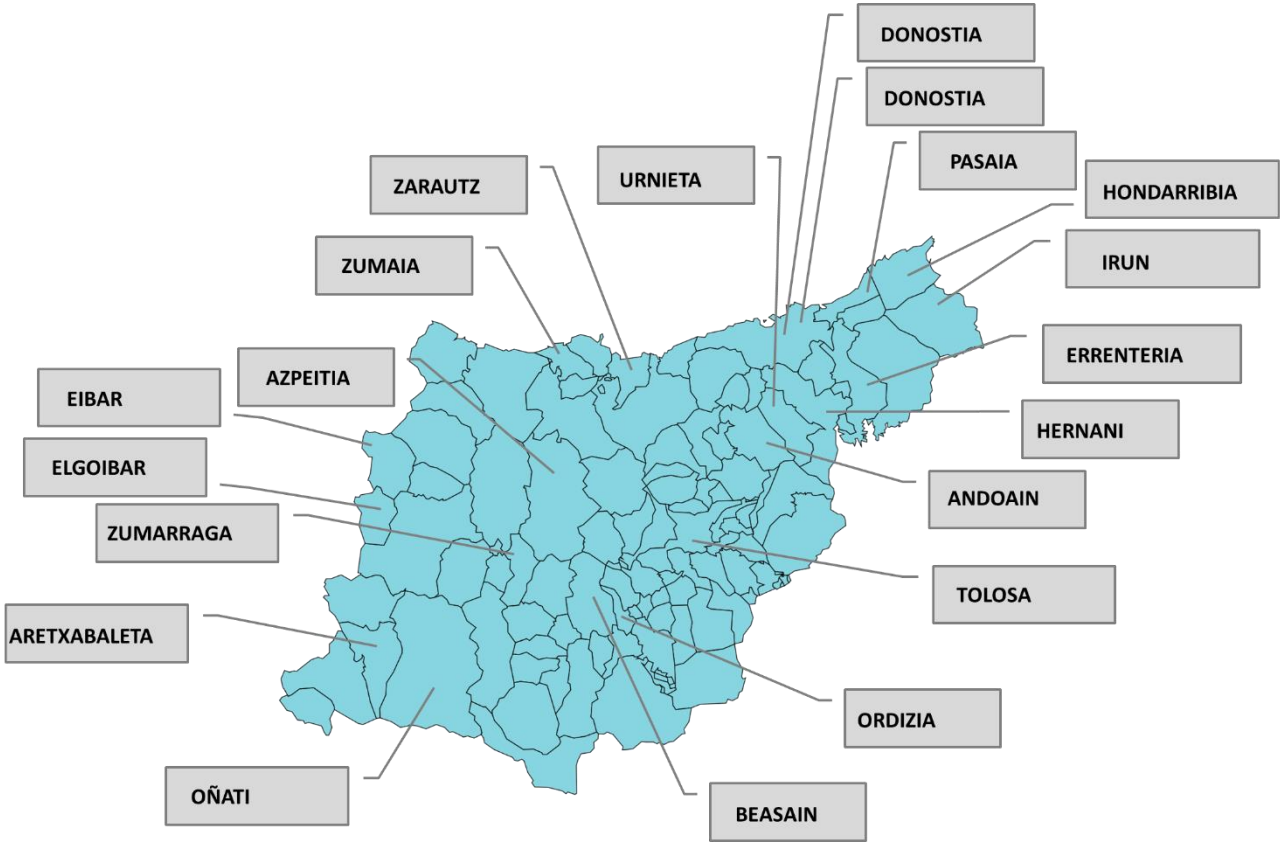 DONOSTIA
DONOSTIA
PASAIA
URNIETA
ZARAUTZ
HONDARRIBIA
ZUMAIA
IRUN
ERRENTERIA
AZPEITIA
EIBAR
HERNANI
ELGOIBAR
ANDOAIN
ZUMARRAGA
TOLOSA
ARETXABALETA
ORDIZIA
OÑATI
BEASAIN